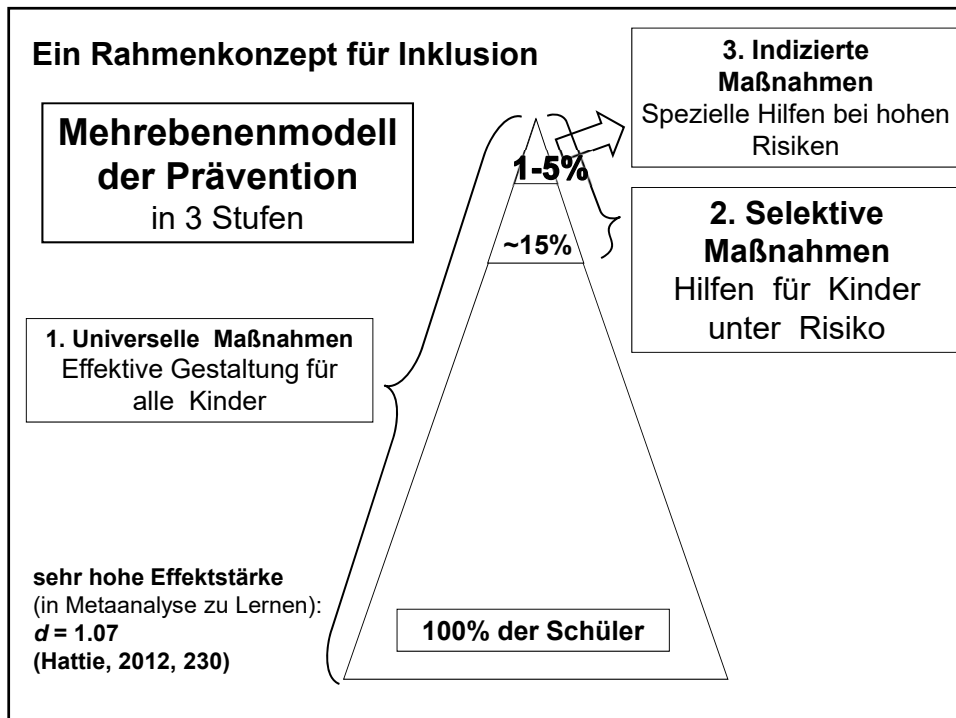 Ein Rahmenkonzept für Inklusion
Mehrebenenmodell
der Prävention
in 3 Stufen
3. Indizierte
Maßnahmen
Spezielle Hilfen bei hohen
Risiken
1-5%
~15%
2. Selektive
Maßnahmen
Hilfen für Kinder
unter Risiko
1. Universelle Maßnahmen
Effektive Gestaltung für
alle Kinder
sehr hohe Effektstärke
(in Metaanalyse zu Lernen):
d = 1.07
(Hattie, 2012, 230)
100% der Schüler